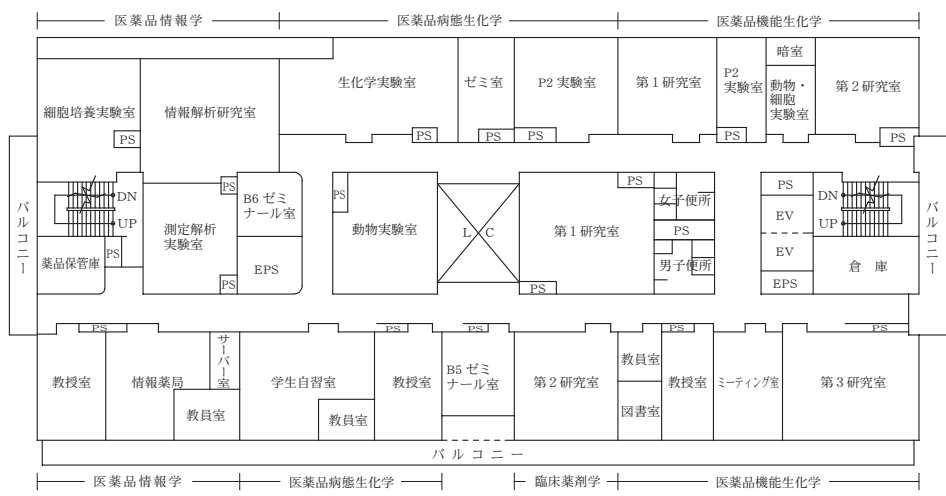 医薬品情報学
医薬品病態生化学
医薬品機能生化学
細胞培養実験室
情報解析研究室
生化学実験室
ゼミ室
P2 実験室
第1研究室
P2
実験室
暗室
動物・
細胞
実験室
第2研究室
PS
PS
PS
PS
PS
PS
バルコニー
DN
UP
薬品保管庫
PS
測定解析
実験室
PS
PS
B6 ゼミ
ナール室
EPS
PS
動物実験室
L C
第1研究室
PS
PS
女子便所
PS
男子便所
PS
EV
EV
EPS
DN
UP
倉 庫
バルコニー
PS
PS
PS
PS
PS
教授室
情報薬局
サーバー室
教員室
学生自習室
教員室
教授室
B5 ゼミ
ナール室
第2研究室
教員室
図書室
教授室
ミーティング室
第3研究室
バルコニー
医薬品情報学
医薬品病態生化学
臨床薬剤学
医薬品機能生化学